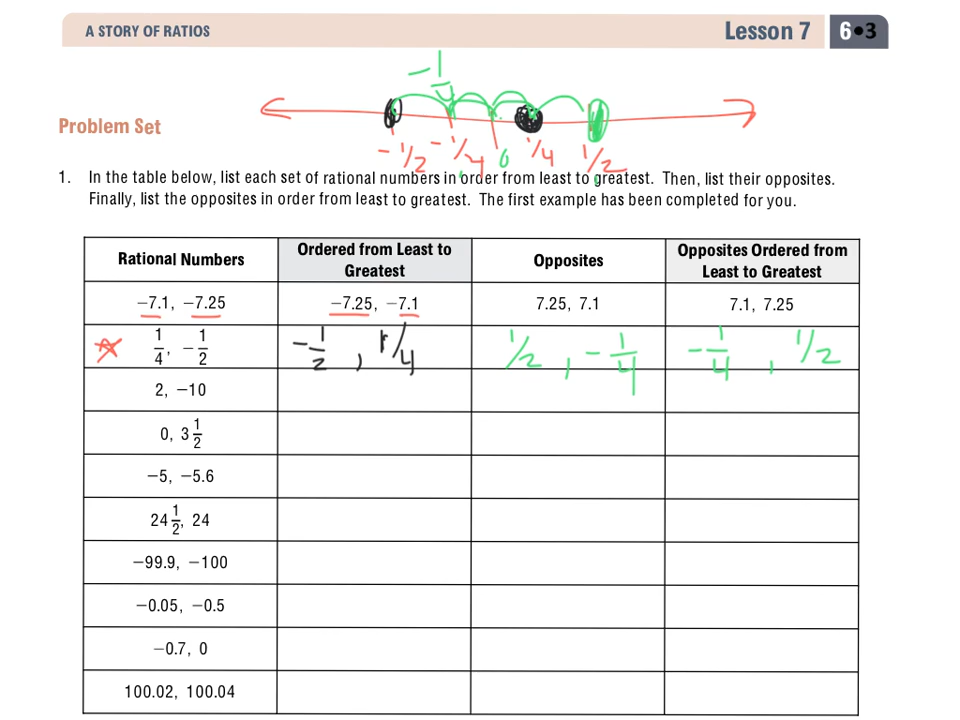 A STORY OF RATIOS
Lesson 7
6•3
-1/4
Problem Set
-1/2 -1/4 0 1/4 1/2
1. In the table below, list each set of rational numbers in order from least to greatest. Then, list their opposites.
Finally, list the opposites in order from least to greatest. The first example has been completed for you.
Rational Numbers | Ordered from Least to Greatest | Opposites | Opposites Ordered from Least to Greatest
−7.1, −7.25 | −7.25, −7.1 | 7.25, 7.1 | 7.1, 7.25
1/4, −1/2 | -1/2, 1/4 | 1/2, -1/4 | -1/4, 1/2
2, −10
0, 3 1/2
−5, −5.6
24 1/2, 24
−99.9, −100
−0.05, −0.5
−0.7, 0
100.02, 100.04